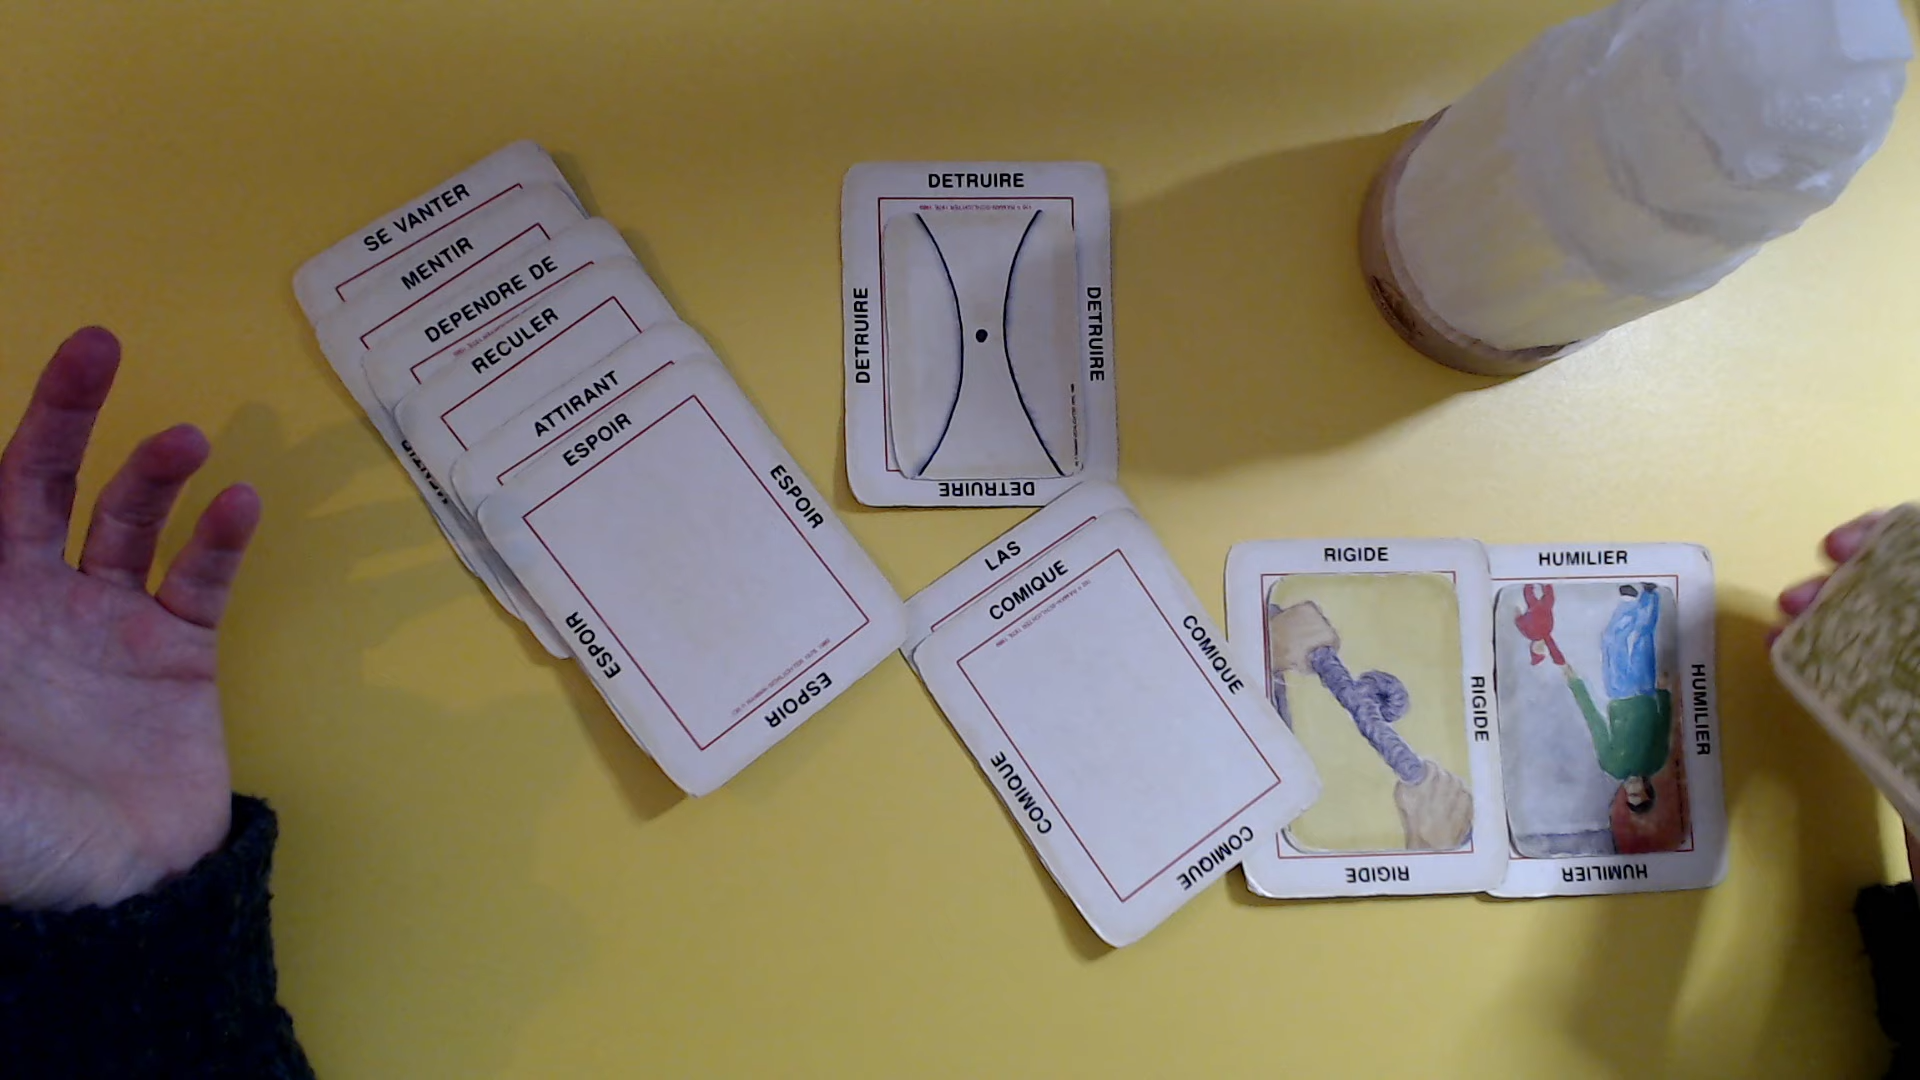 SE VANTER
MENTIR
DEPENDRE DE
RECULER
ATTIRANT
ESPOIR
ESPOIR
ESPOIR
ESPOIR
DETRUIRE
DETRUIRE
DETRUIRE
DETRUIRE
LAS
COMIQUE
COMIQUE
COMIQUE
COMIQUE
RIGIDE
RIGIDE
RIGIDE
HUMILIER
HUMILIER
HUMILIER